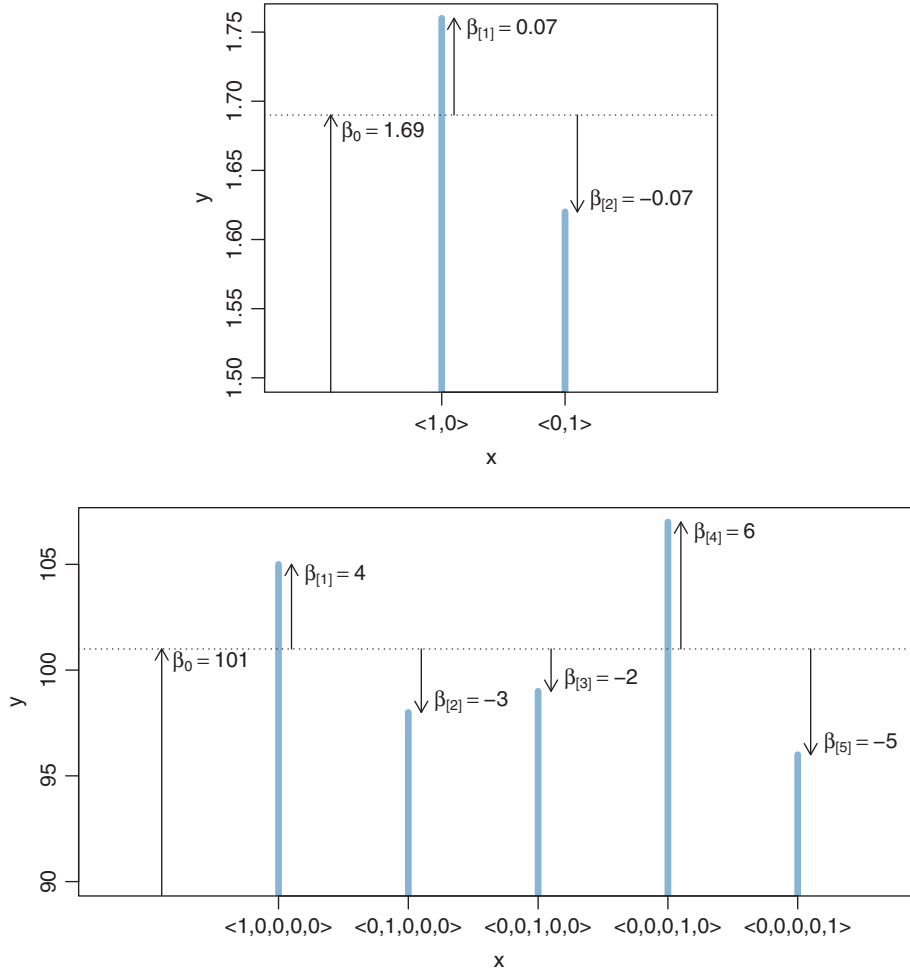 β[1] = 0.07
β0 = 1.69
β[2] = −0.07
y
1.75
1.70
1.65
1.60
1.55
1.50
<1,0> <0,1>
x
β[4] = 6
β[1] = 4
β0 = 101
β[3] = −2
β[2] = −3
β[5] = −5
y
105
100
95
90
<1,0,0,0,0> <0,1,0,0,0> <0,0,1,0,0> <0,0,0,1,0> <0,0,0,0,1>
x